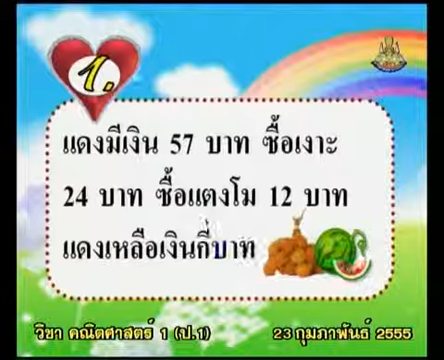 1.
แดงมีเงิน 57 บาท ซื้อเงาะ
24 บาท ซื้อแตงโม 12 บาท
แดงเหลือเงินกี่บาท
วิชา คณิตศาสตร์ 1 (ป.1) 23 กุมภาพันธ์ 2555